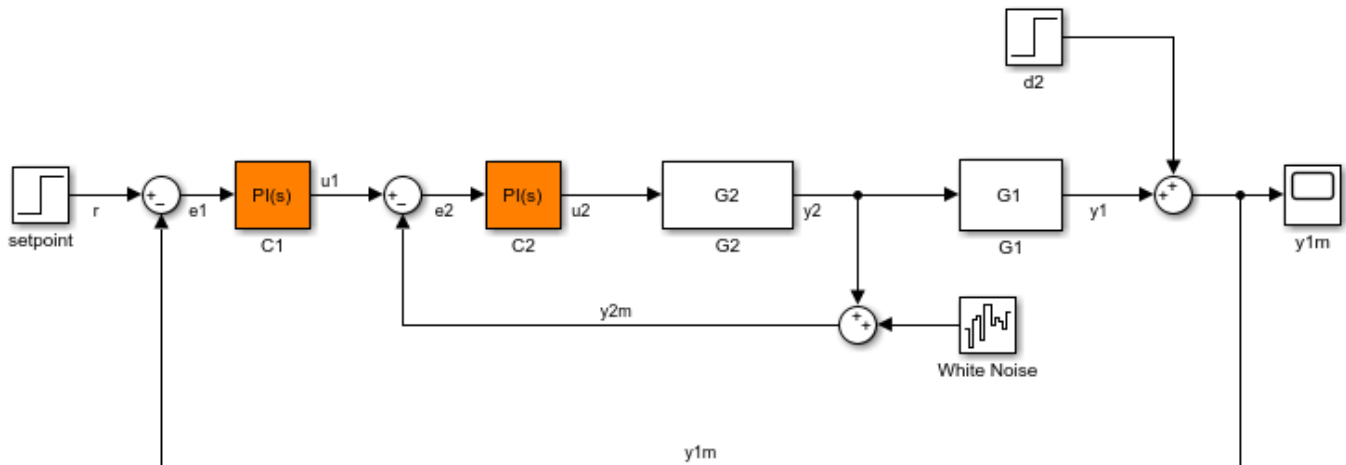 d2
PI(s)
u1
PI(s)
G2
G1
r
e1
e2
u2
y2
y1
setpoint
C1
C2
G2
G1
y1m
y2m
White Noise
y1m